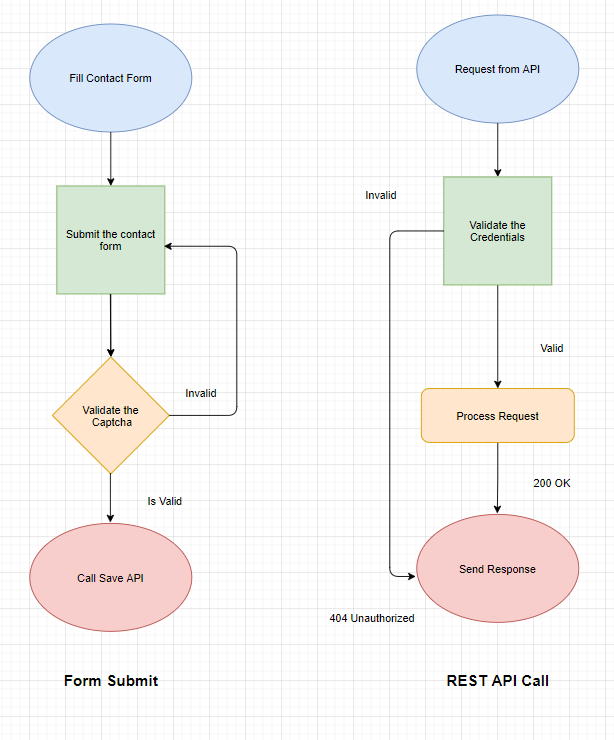 Fill Contact Form
Submit the contact
form
Validate the
Captcha
Invalid
Is Valid
Call Save API
Form Submit
Request from API
Invalid
Validate the
Credentials
Valid
Process Request
200 OK
Send Response
404 Unauthorized
REST API Call